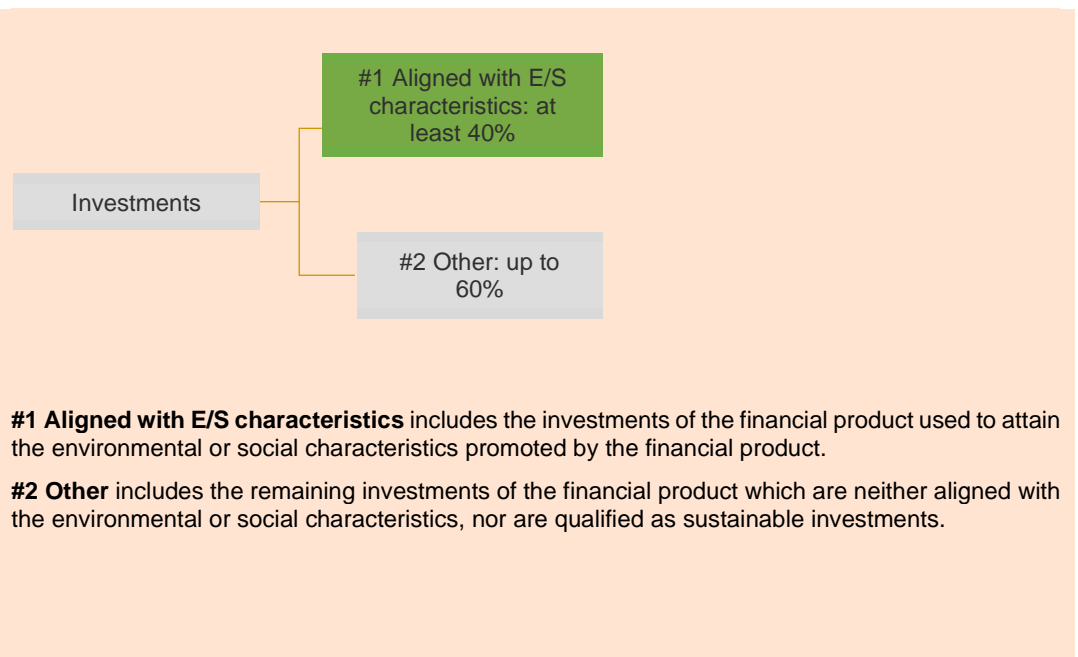 #1 Aligned with E/S
characteristics: at
least 40%
Investments
#2 Other: up to
60%
#1 Aligned with E/S characteristics includes the investments of the financial product used to attain
the environmental or social characteristics promoted by the financial product.
#2 Other includes the remaining investments of the financial product which are neither aligned with
the environmental or social characteristics, nor are qualified as sustainable investments.